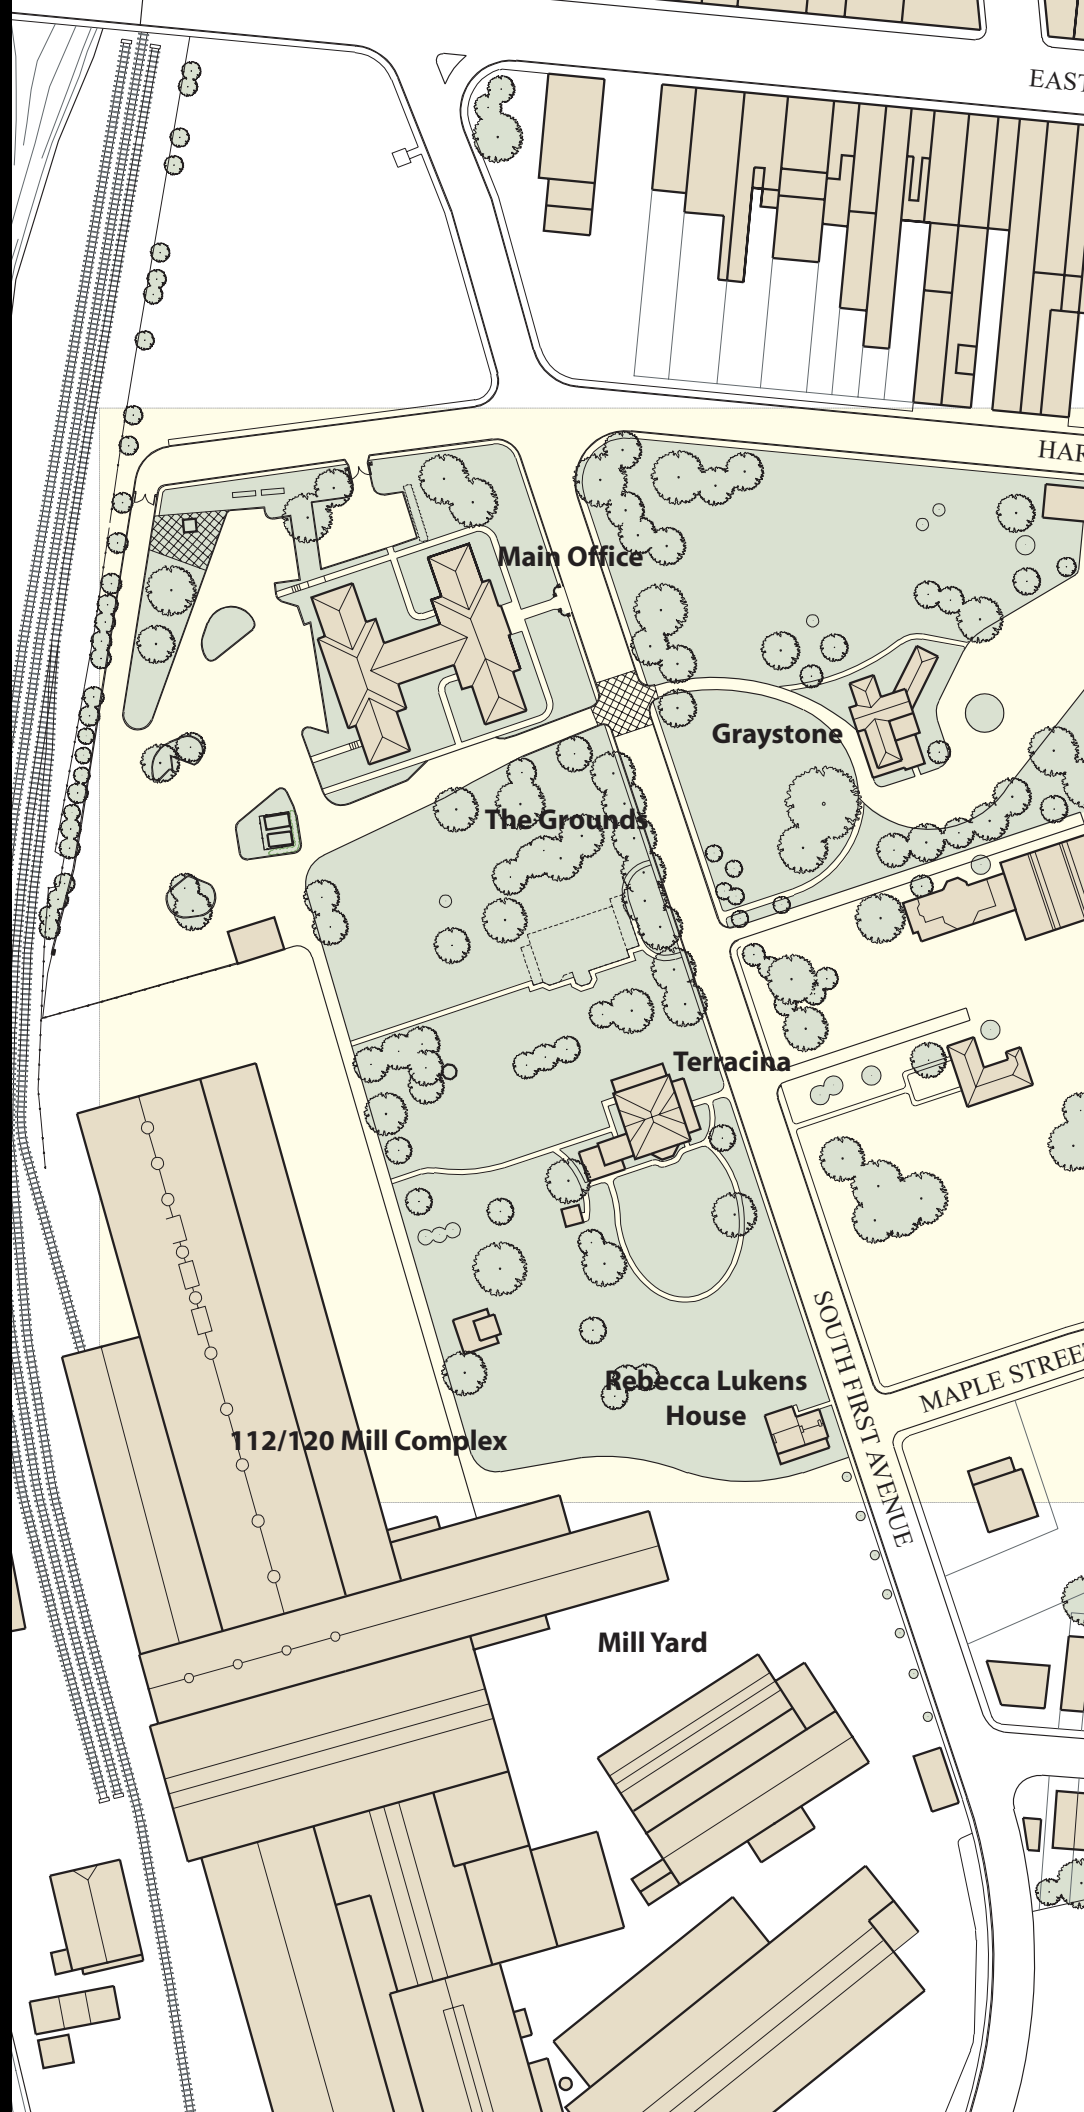 EAST
HAR
Main Office
Graystone
The Grounds
Terracina
SOUTH FIRST AVENUE
MAPLE STREET
Rebecca Lukens
House
112/120 Mill Complex
Mill Yard